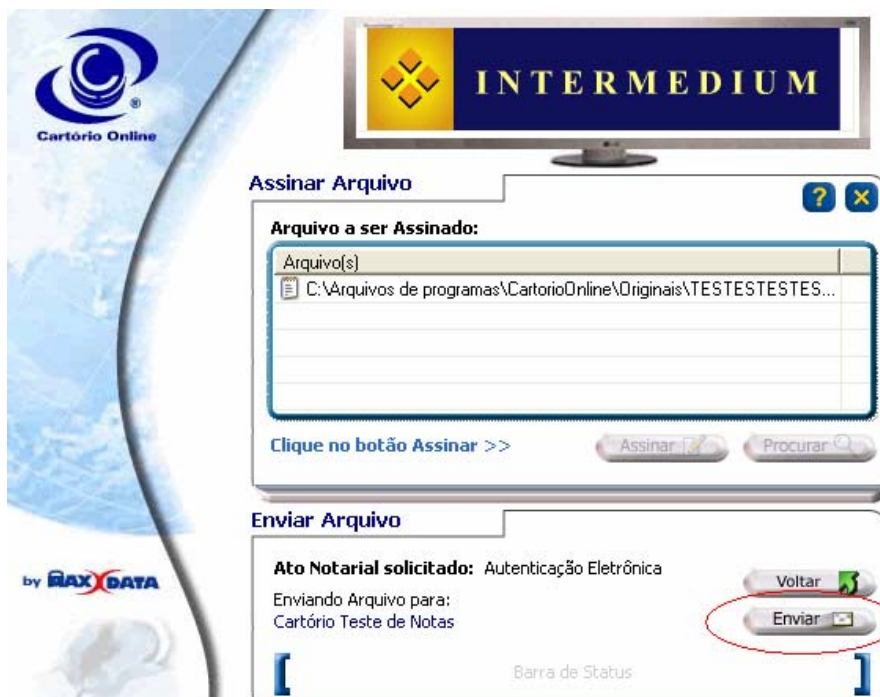 Cartório Online
®
INTERMEDIUM
Assinar Arquivo
?
Arquivo a ser Assinado:
Arquivo(s)
C:\Arquivos de programas\CartorioOnline\Originais\TESTESTESTES...
Clique no botão Assinar >>
Assinar
Procurar
Enviar Arquivo
Ato Notarial solicitado: Autenticação Eletrônica
Voltar
Enviando Arquivo para:
Enviar
Cartório Teste de Notas
by MAXXDATA
Barra de Status